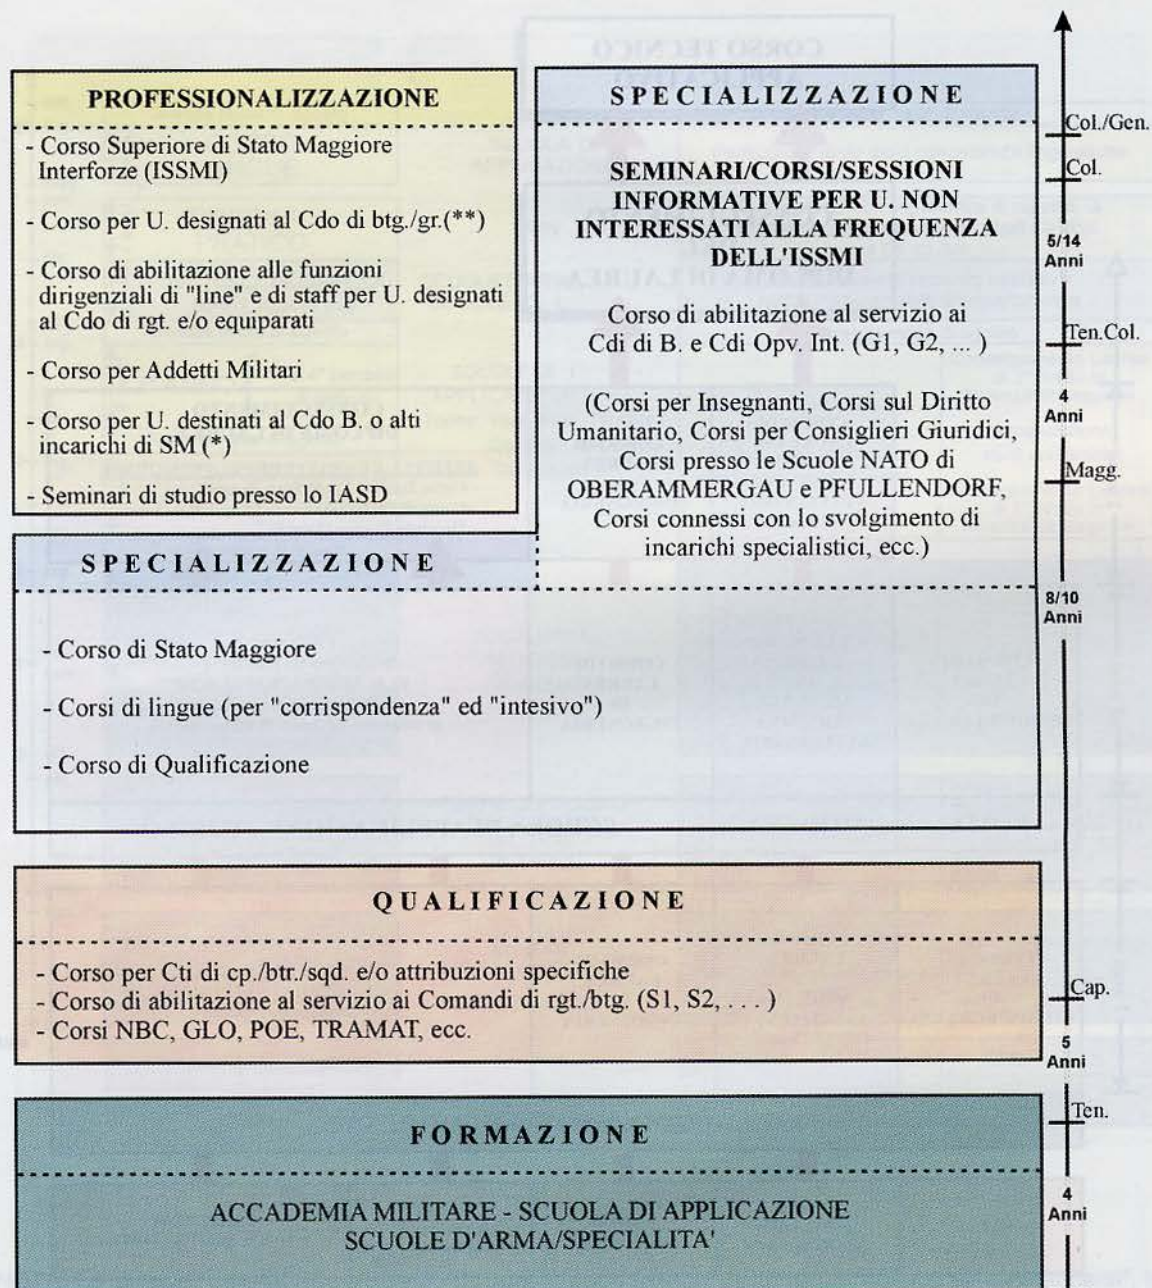 PROFESSIONALIZZAZIONE
- Corso Superiore di Stato Maggiore
Interforze (ISSMI)
- Corso per U. designati al Cdo di btg./gr.(**)
- Corso di abilitazione alle funzioni
dirigenziali di "line" e di staff per U. designati
al Cdo di rgt. e/o equiparati
- Corso per Addetti Militari
- Corso per U. destinati al Cdo B. o alti
incarichi di SM (*)
- Seminari di studio presso lo IASD
SPECIALIZZAZIONE
SEMINARI/CORSI/SESSIONI
INFORMATIVE PER U. NON
INTERESSATI ALLA FREQUENZA
DELL'ISSMI
Corso di abilitazione al servizio ai
Cdi di B. e Cdi Opv. Int. (G1, G2, ... )
(Corsi per Insegnanti, Corsi sul Diritto
Umanitario, Corsi per Consiglieri Giuridici,
Corsi presso le Scuole NATO di
OBERAMMERGAU e PFULLENDORF,
Corsi connessi con lo svolgimento di
incarichi specialistici, ecc.)
SPECIALIZZAZIONE
- Corso di Stato Maggiore
- Corsi di lingue (per "corrispondenza" ed "intesivo")
- Corso di Qualificazione
QUALIFICAZIONE
- Corso per Cti di cp./btr./sqd. e/o attribuzioni specifiche
- Corso di abilitazione al servizio ai Comandi di rgt./btg. (S1, S2, . . . )
- Corsi NBC, GLO, POE, TRAMAT, ecc.
FORMAZIONE
ACCADEMIA MILITARE - SCUOLA DI APPLICAZIONE
SCUOLE D'ARMA/SPECIALITA'
Col./Gen.
Col.
5/14
Anni
Ten.Col.
4
Anni
Magg.
8/10
Anni
Cap.
5
Anni
Ten.
4
Anni